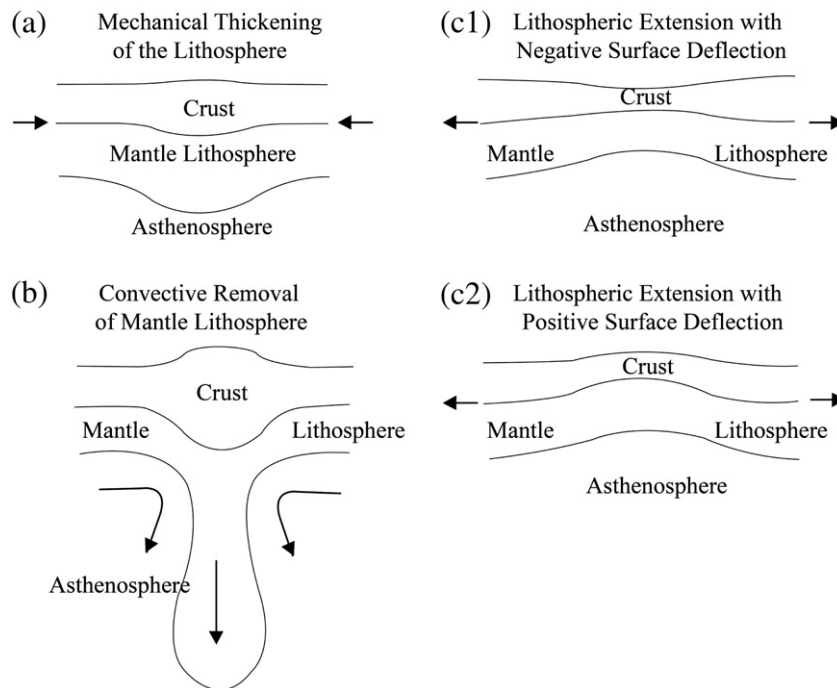 (a) Mechanical Thickening
of the Lithosphere
Crust
Mantle Lithosphere
Asthenosphere
(b) Convective Removal
of Mantle Lithosphere
Crust
Mantle Lithosphere
Asthenosphere
(c1) Lithospheric Extension with
Negative Surface Deflection
Crust
Mantle Lithosphere
Asthenosphere
(c2) Lithospheric Extension with
Positive Surface Deflection
Crust
Mantle Lithosphere
Asthenosphere